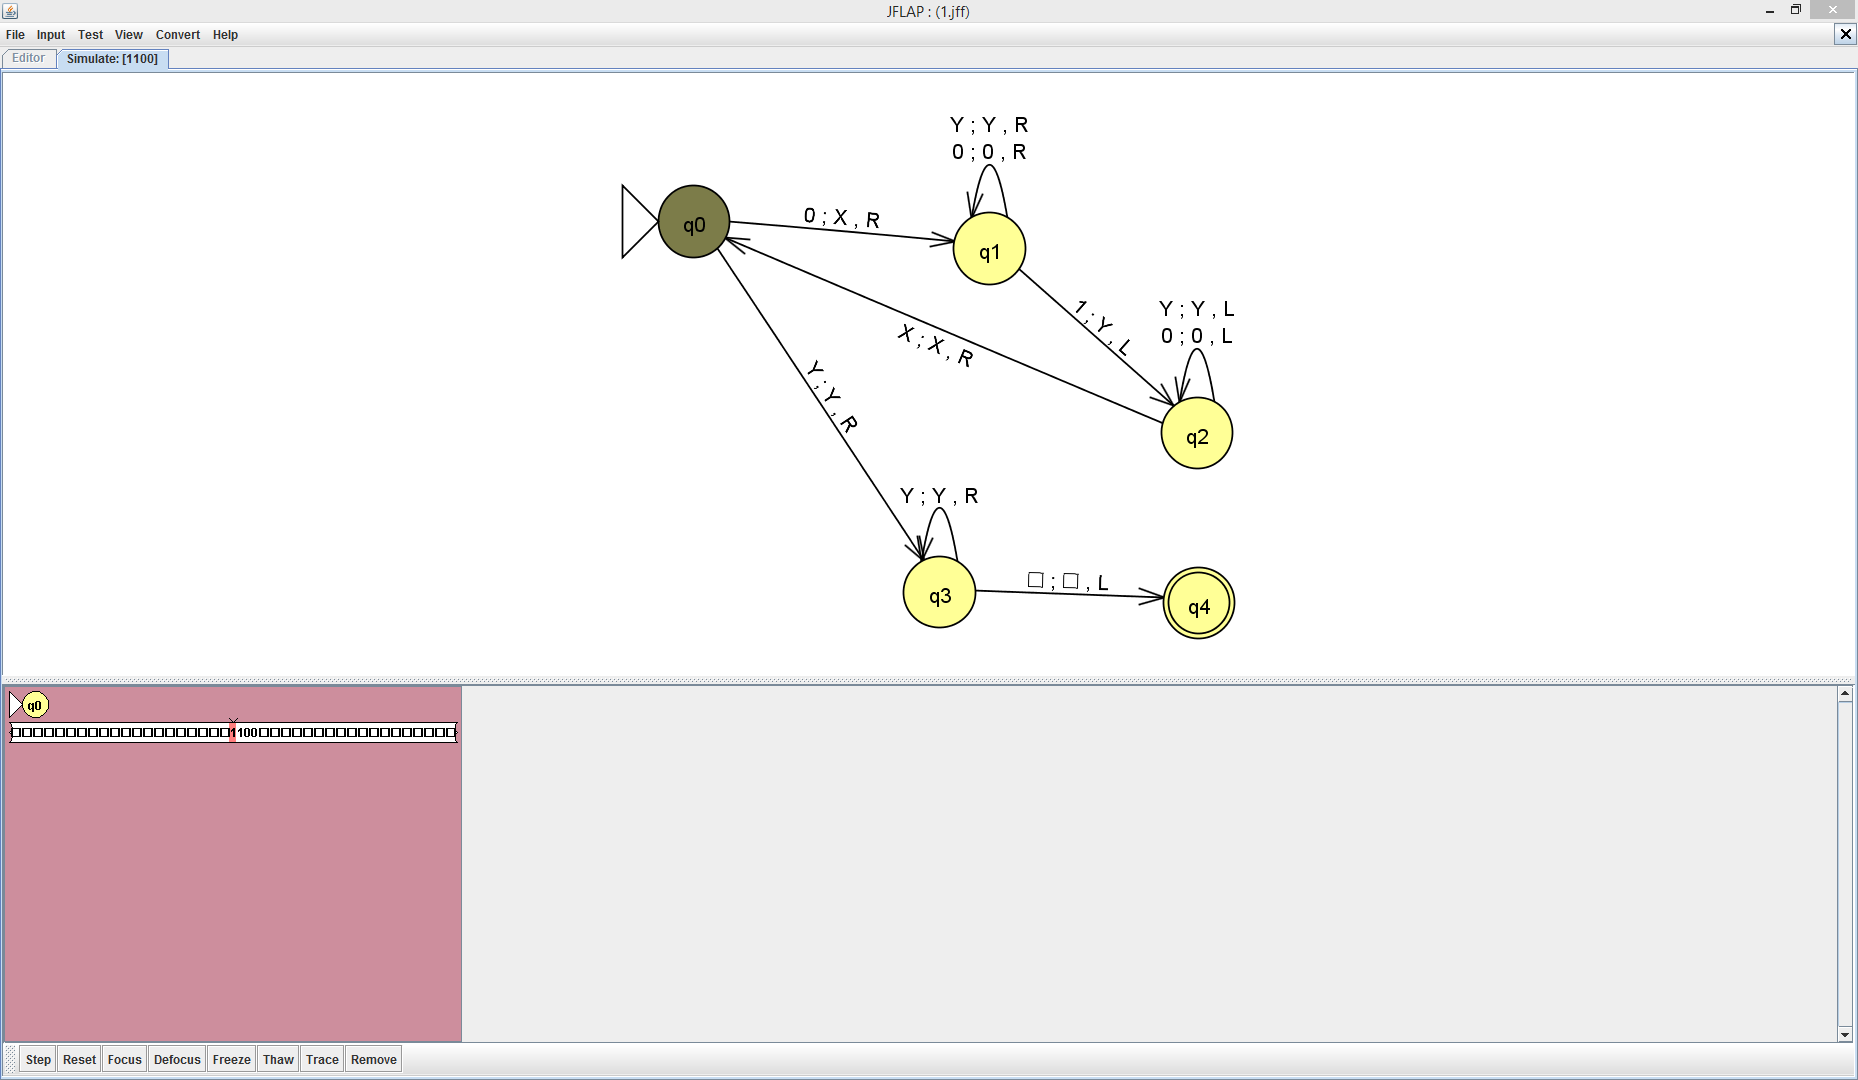 JFLAP : (1.jff)
File Input Test View Convert Help
Editor Simulate: [1100]
Y ; Y , R
0 ; 0 , R
q0
0 ; X , R
q1
1 ; Y , L
Y ; Y , L
0 ; 0 , L
X ; X , R
q2
Y ; Y , R
Y ; Y , R
q3
□ ; □ , L
q4
q0
□□□□□□□□□□□□□□□□□□□□1100□□□□□□□□□□□□□□□□□□
Step Reset Focus Defocus Freeze Thaw Trace Remove